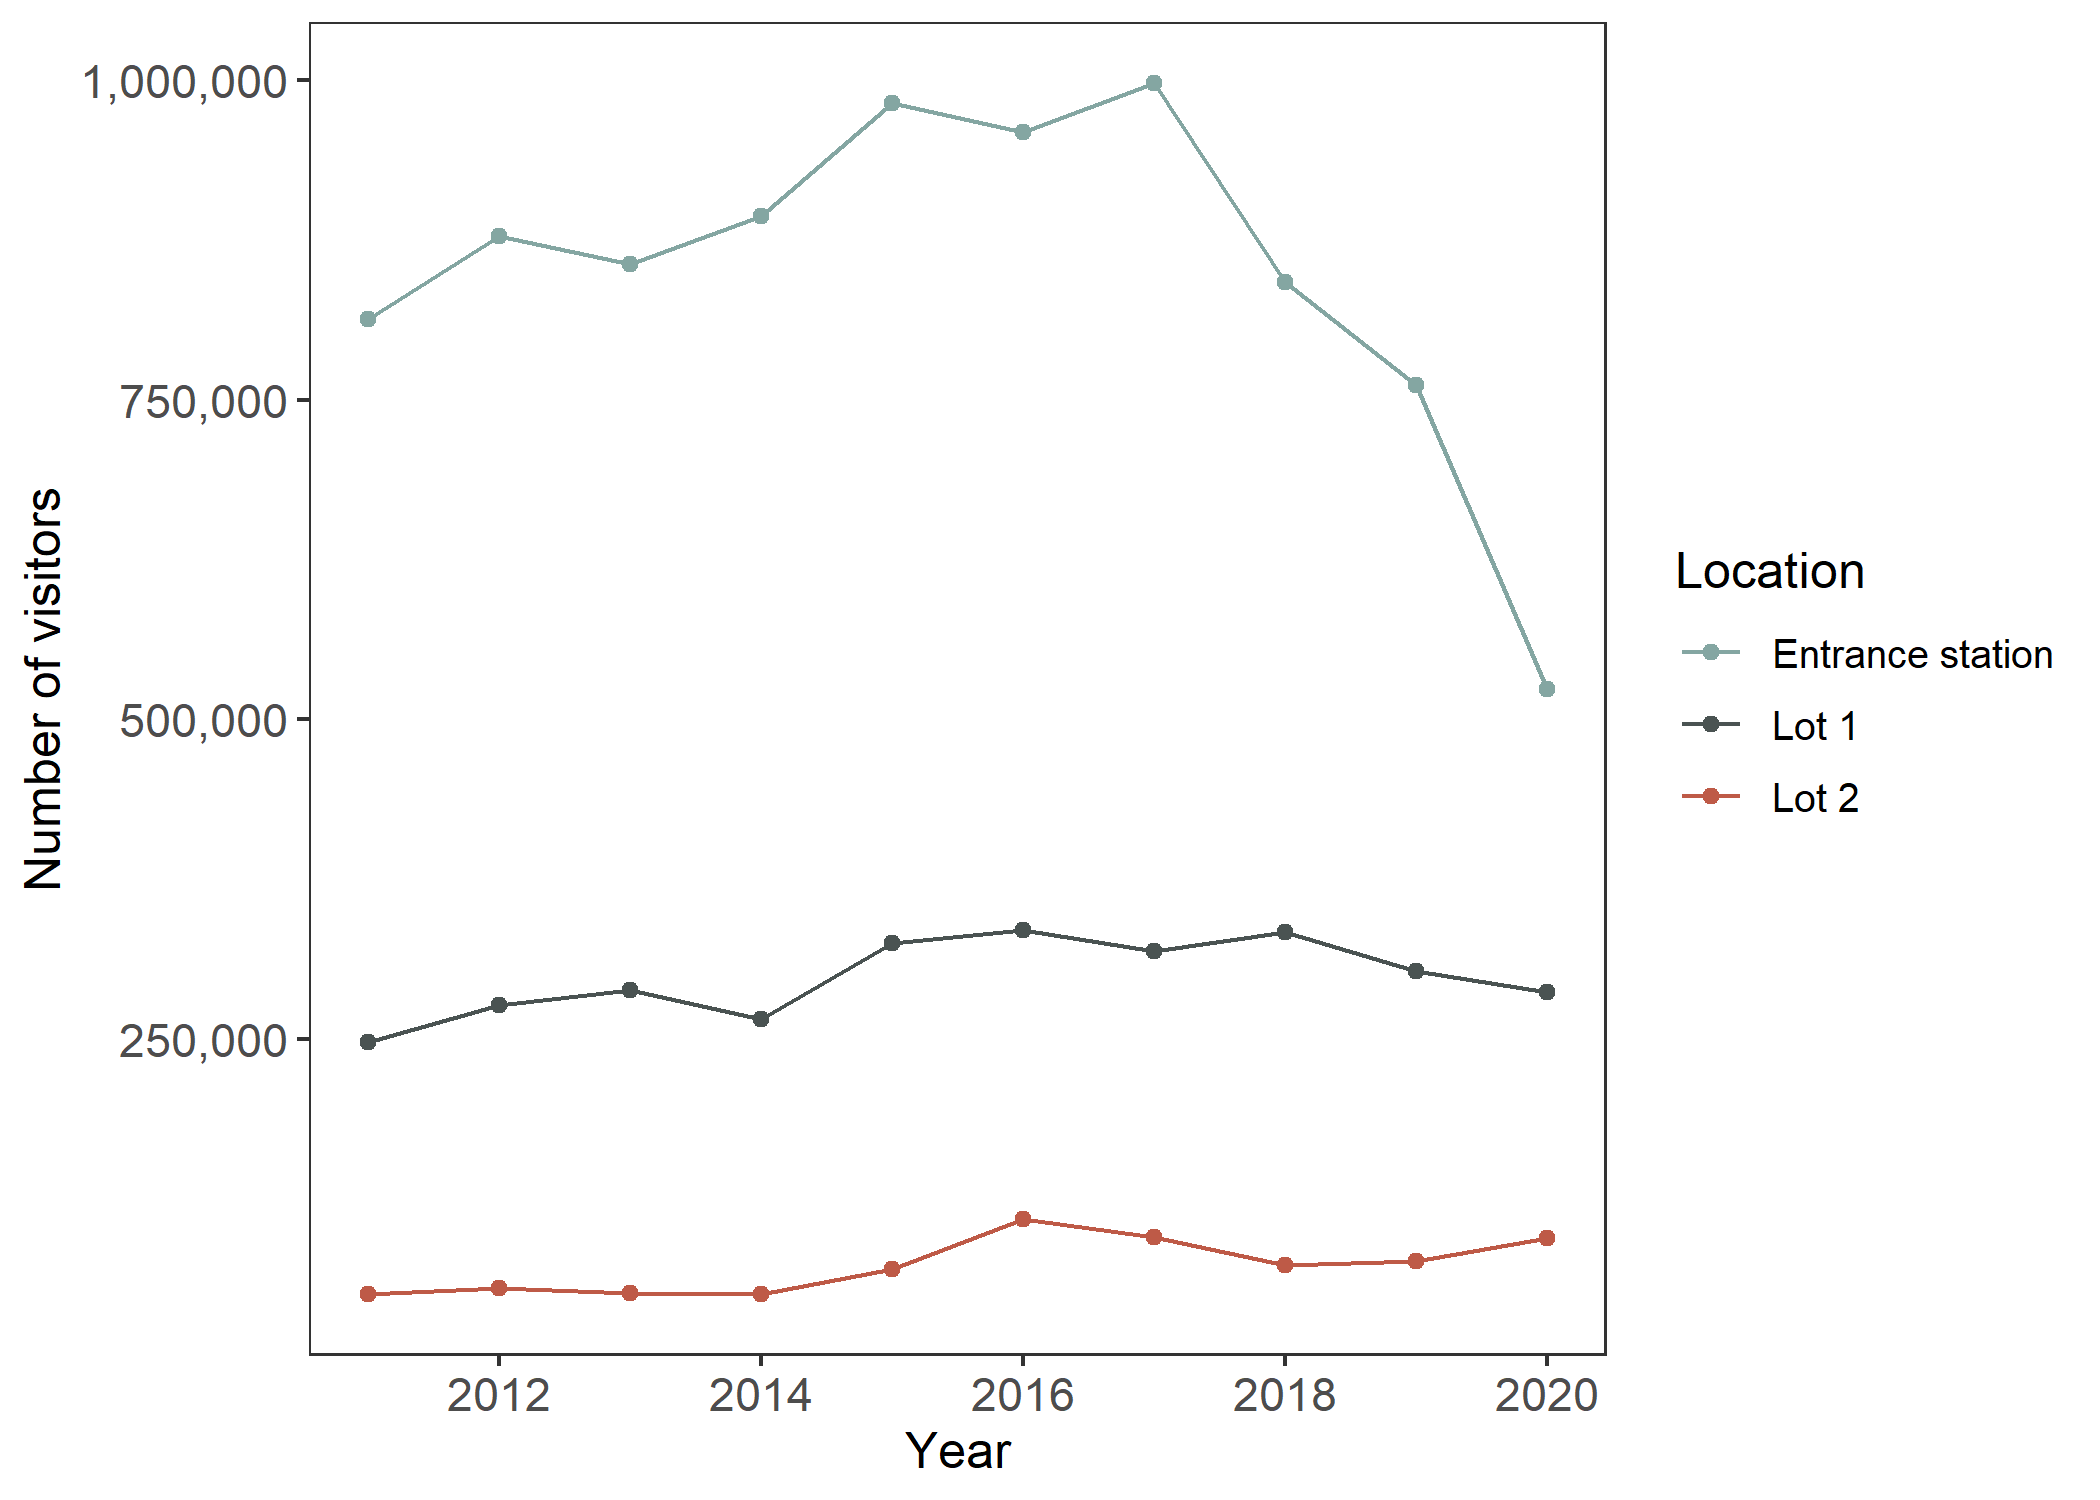 1,000,000
750,000
500,000
250,000
Number of visitors
2012 2014 2016 2018 2020
Year
Location
Entrance station
Lot 1
Lot 2